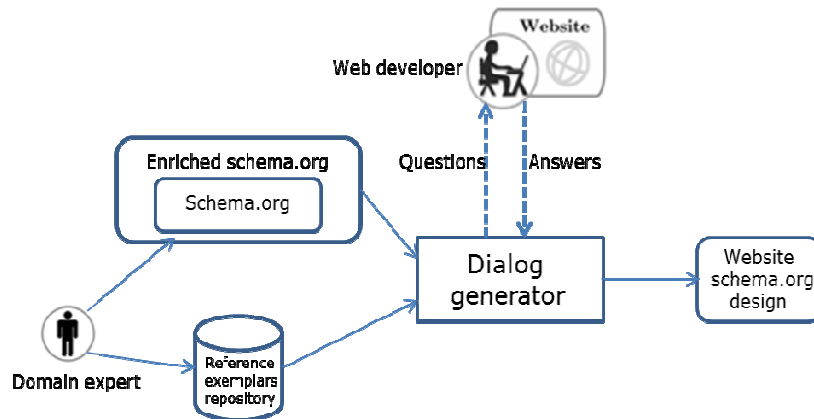 Website
Web developer
Enriched schema.org
Schema.org
Questions
Answers
Dialog
generator
Website
schema.org
design
Domain expert
Reference
exemplars
repository